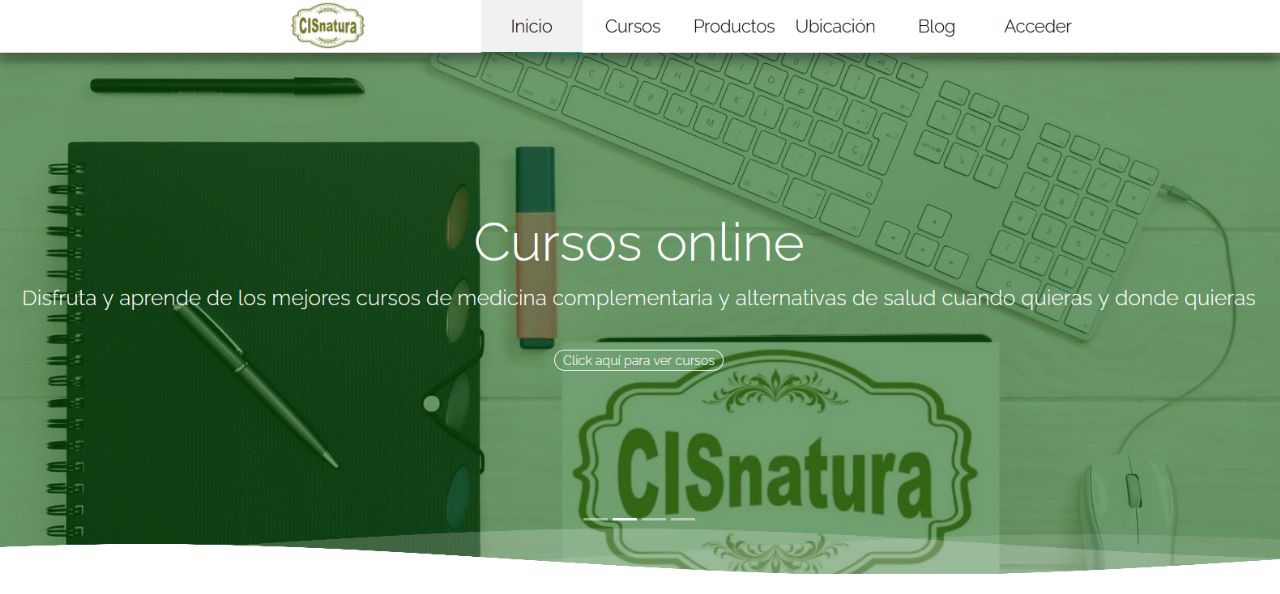 CISnatura
Inicio
Cursos
Productos
Ubicación
Blog
Acceder
Cursos online
Disfruta y aprende de los mejores cursos de medicina complementaria y alternativas de salud cuando quieras y donde quieras
Click aquí para ver cursos
CISnatura